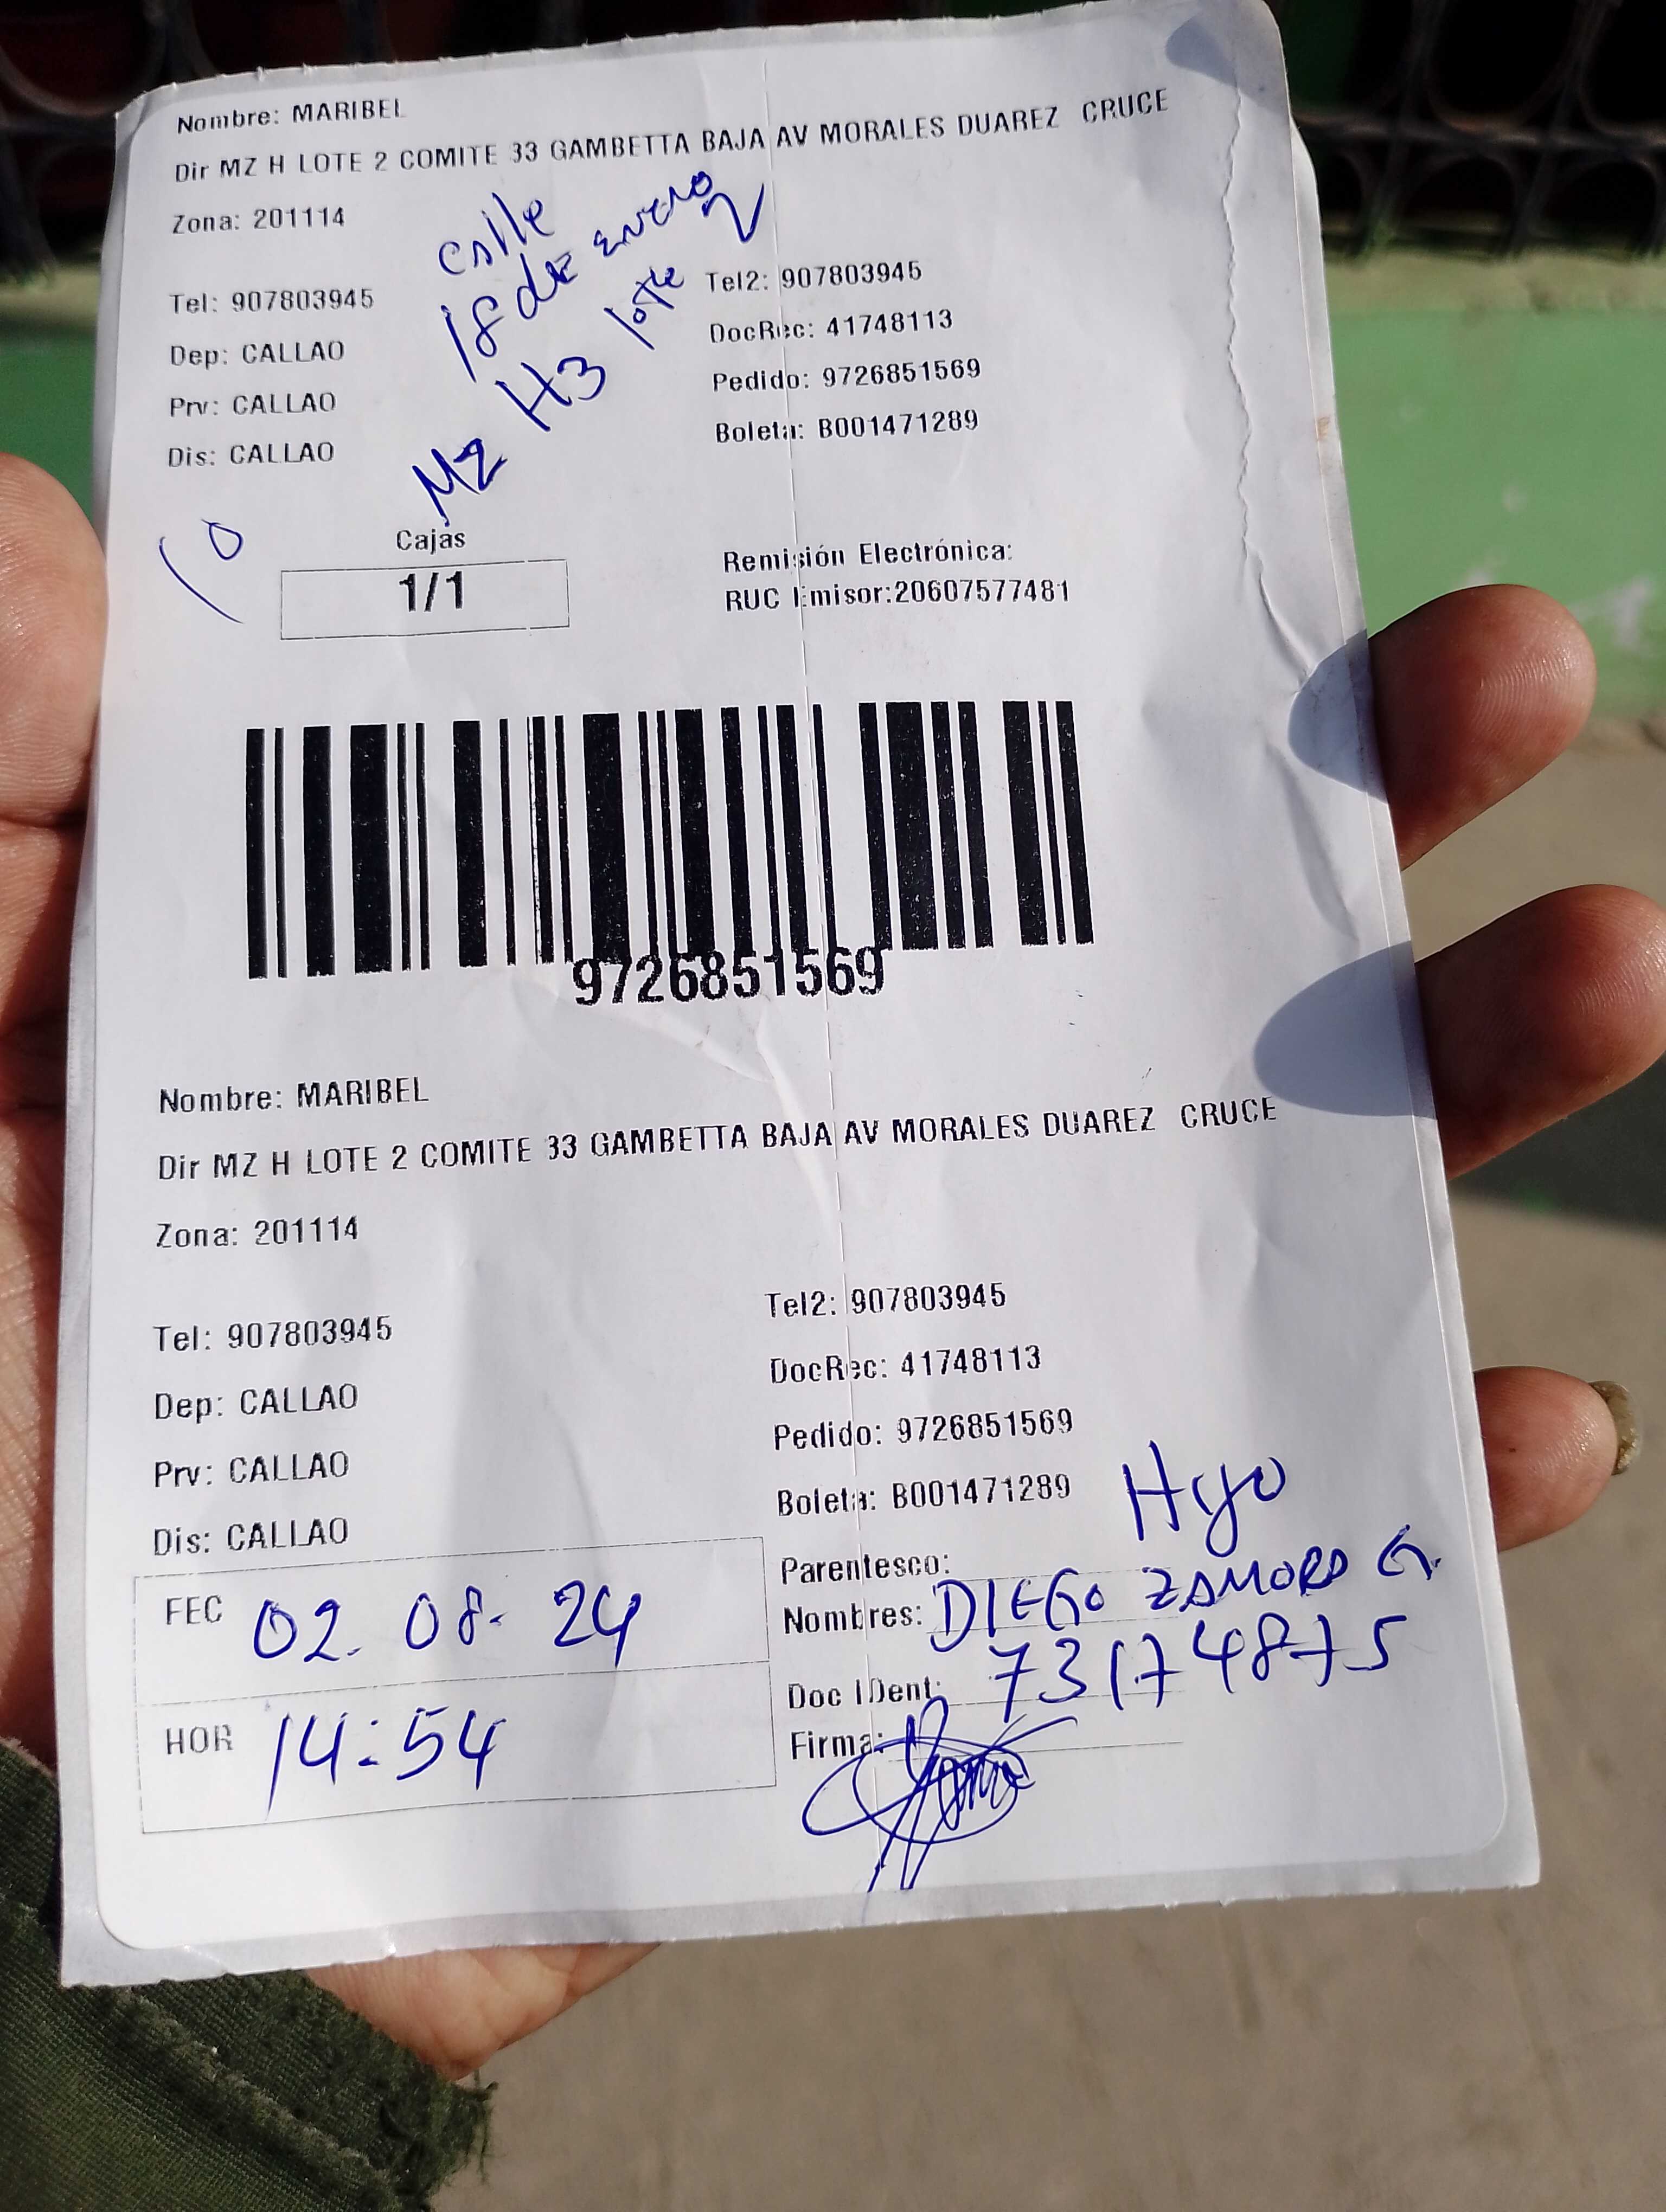 Nombre: MARIBEL
Dir MZ H LOTE 2 COMITE 33 GAMBETTA BAJA AV MORALES DUAREZ CRUCE
Zona: 201114
calle
18 de enero
Mz H3 lote 2
Tel: 907803945
Tel2: 907803945
Dep: CALLAO
DocRec: 41748113
Prv: CALLAO
Pedido: 9726851569
Dis: CALLAO
Boleta: B001471289
10
Cajas
1/1
Remisión Electrónica:
RUC Emisor:20607577481
9726851569
Nombre: MARIBEL
Dir MZ H LOTE 2 COMITE 33 GAMBETTA BAJA AV MORALES DUAREZ CRUCE
Zona: 201114
Tel: 907803945
Tel2: 907803945
Dep: CALLAO
DocRec: 41748113
Prv: CALLAO
Pedido: 9726851569
Dis: CALLAO
Boleta: B001471289
Hijo
Parentesco:
FEC 02.08.24
Nombres: DIEGO ZAMORA G.
Doc IDent: 73174875
HOR 14:54
Firma: